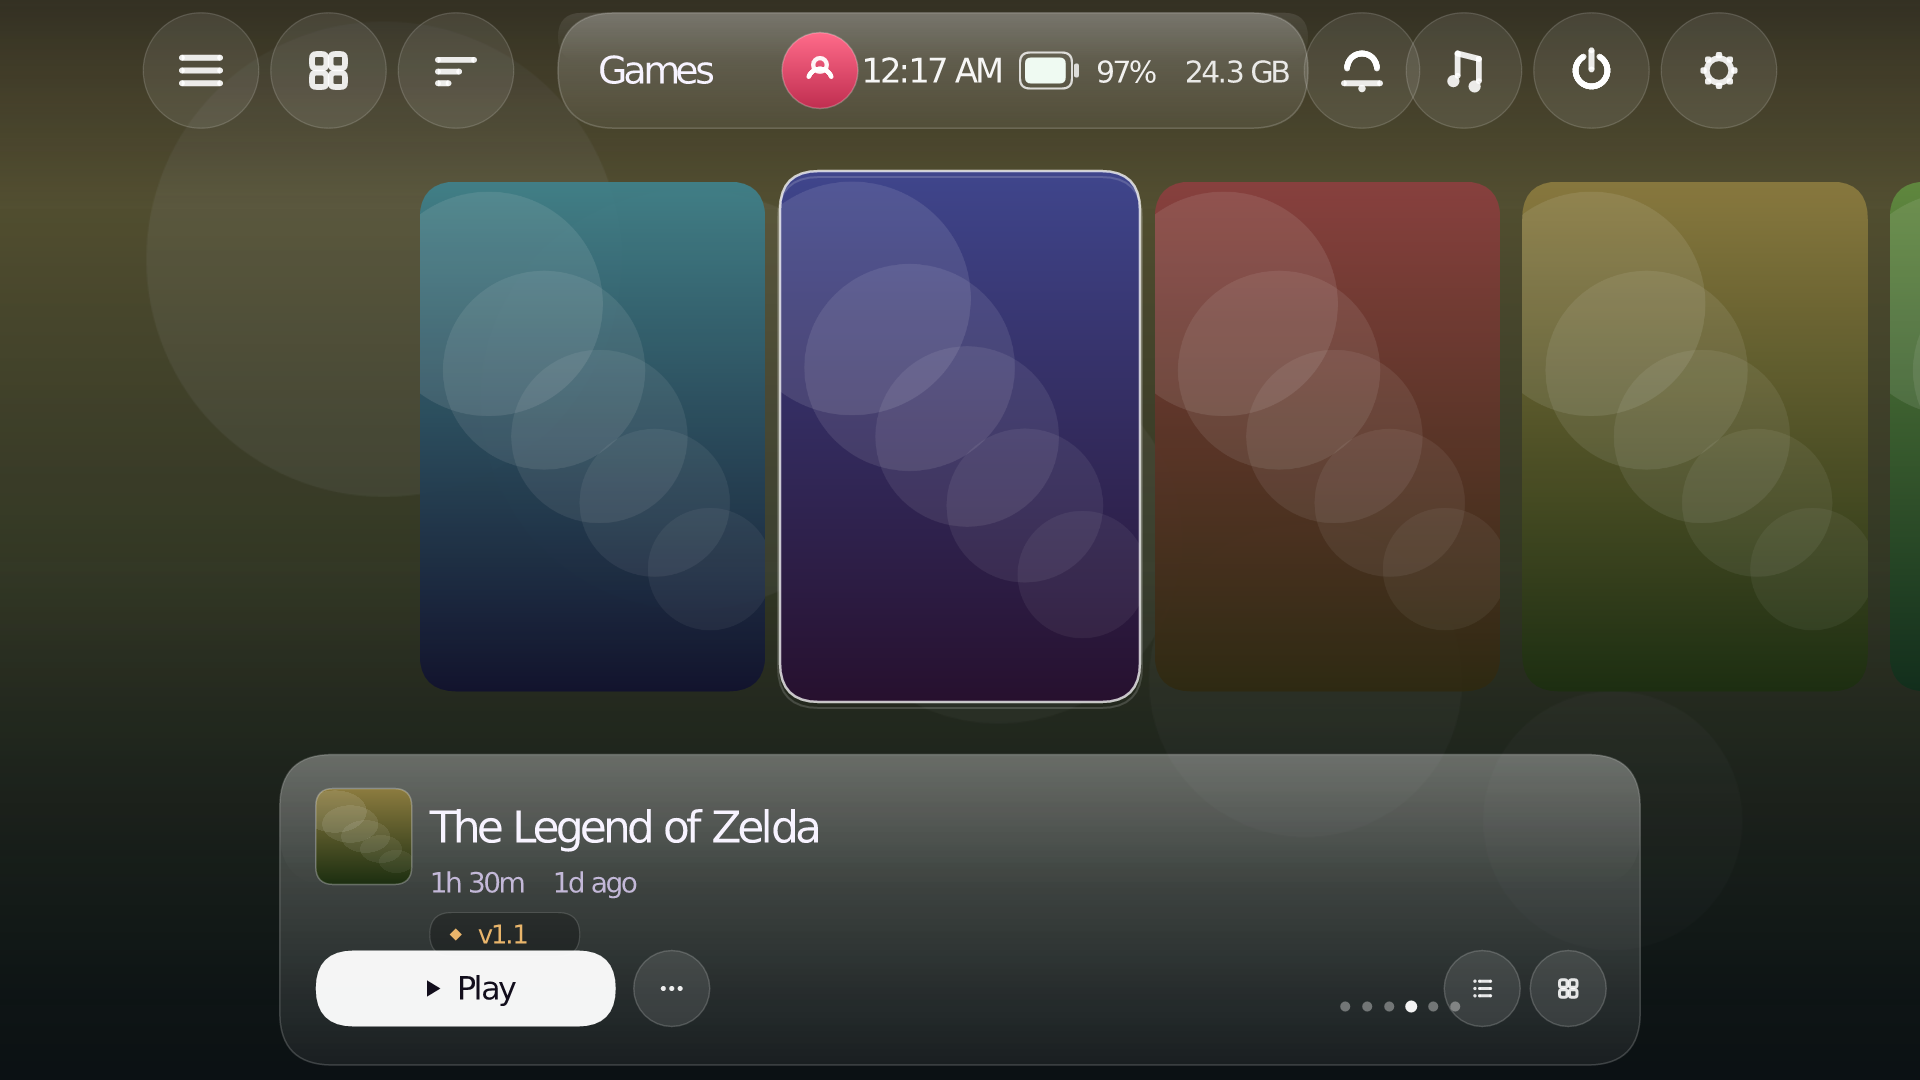 Games 12:17 AM 97% 24.3 GB
The Legend of Zelda
1h 30m 1d ago
v1.1
Play